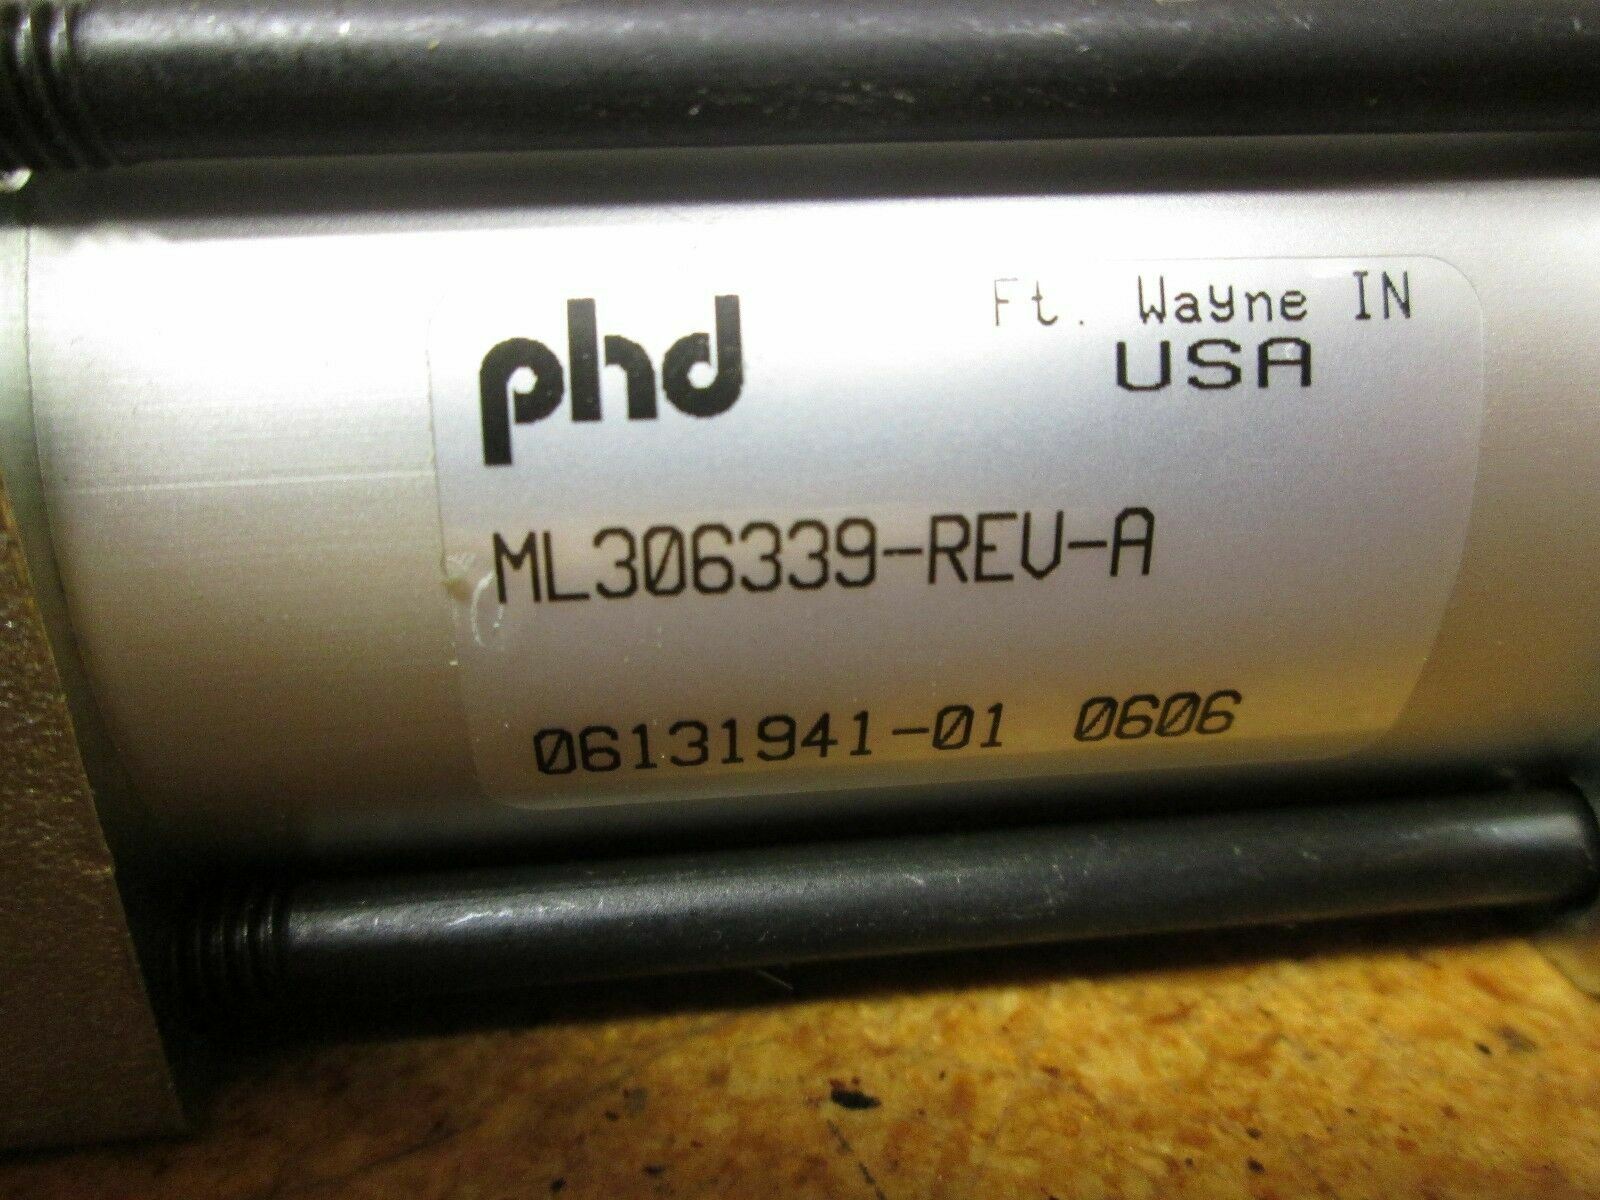 phd
Ft. Wayne IN
USA
ML306339-REV-A
06131941-01 0606